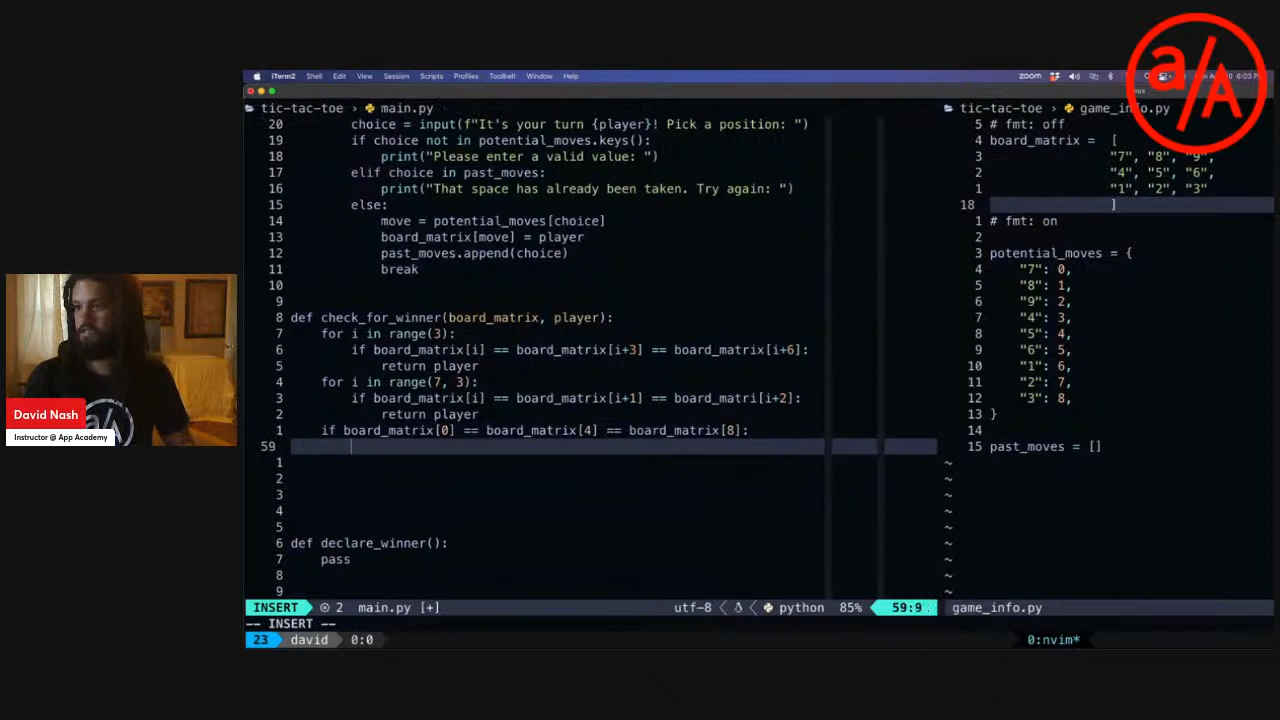 a/A
iTerm2 Shell Edit View Session Scripts Profiles Toolbelt Window Help
zoom
6:03
tic-tac-toe › main.py
20 choice = input(f"It's your turn {player}! Pick a position: ")
19 if choice not in potential_moves.keys():
18 print("Please enter a valid value: ")
17 elif choice in past_moves:
16 print("That space has already been taken. Try again: ")
15 else:
14 move = potential_moves[choice]
13 board_matrix[move] = player
12 past_moves.append(choice)
11 break
10
9
8 def check_for_winner(board_matrix, player):
7 for i in range(3):
6 if board_matrix[i] == board_matrix[i+3] == board_matrix[i+6]:
5 return player
4 for i in range(7, 3):
3 if board_matrix[i] == board_matrix[i+1] == board_matri[i+2]:
2 return player
1 if board_matrix[0] == board_matrix[4] == board_matrix[8]:
59
1
2
3
4
5
6 def declare_winner():
7 pass
8
9
INSERT ⊗ 2 main.py [+] utf-8 python 85% 59:9
-- INSERT --
23 david 0:0 0:nvim*
tic-tac-toe › game_info.py
5 # fmt: off
4 board_matrix = [
3 "7", "8", "9",
2 "4", "5", "6",
1 "1", "2", "3"
18 ]
1 # fmt: on
2
3 potential_moves = {
4 "7": 0,
5 "8": 1,
6 "9": 2,
7 "4": 3,
8 "5": 4,
9 "6": 5,
10 "1": 6,
11 "2": 7,
12 "3": 8,
13 }
14
15 past_moves = []
~
~
~
~
~
~
~
~
~
game_info.py
David Nash
Instructor @ App Academy